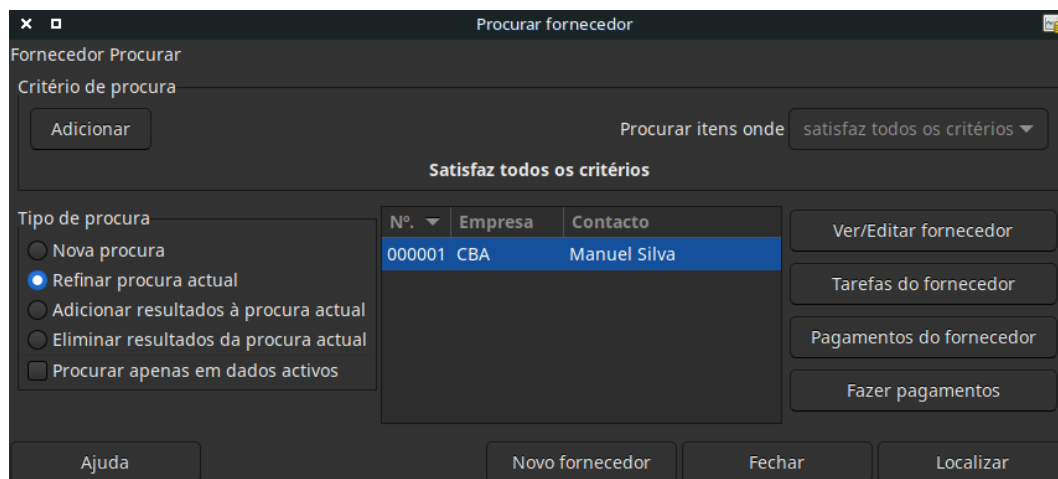 Procurar fornecedor
Fornecedor Procurar
Critério de procura
Adicionar
Procurar itens onde satisfaz todos os critérios
Satisfaz todos os critérios
Tipo de procura
Nova procura
Refinar procura actual
Adicionar resultados à procura actual
Eliminar resultados da procura actual
Procurar apenas em dados activos
Nº. Empresa Contacto
000001 CBA Manuel Silva
Ver/Editar fornecedor
Tarefas do fornecedor
Pagamentos do fornecedor
Fazer pagamentos
Ajuda Novo fornecedor Fechar Localizar